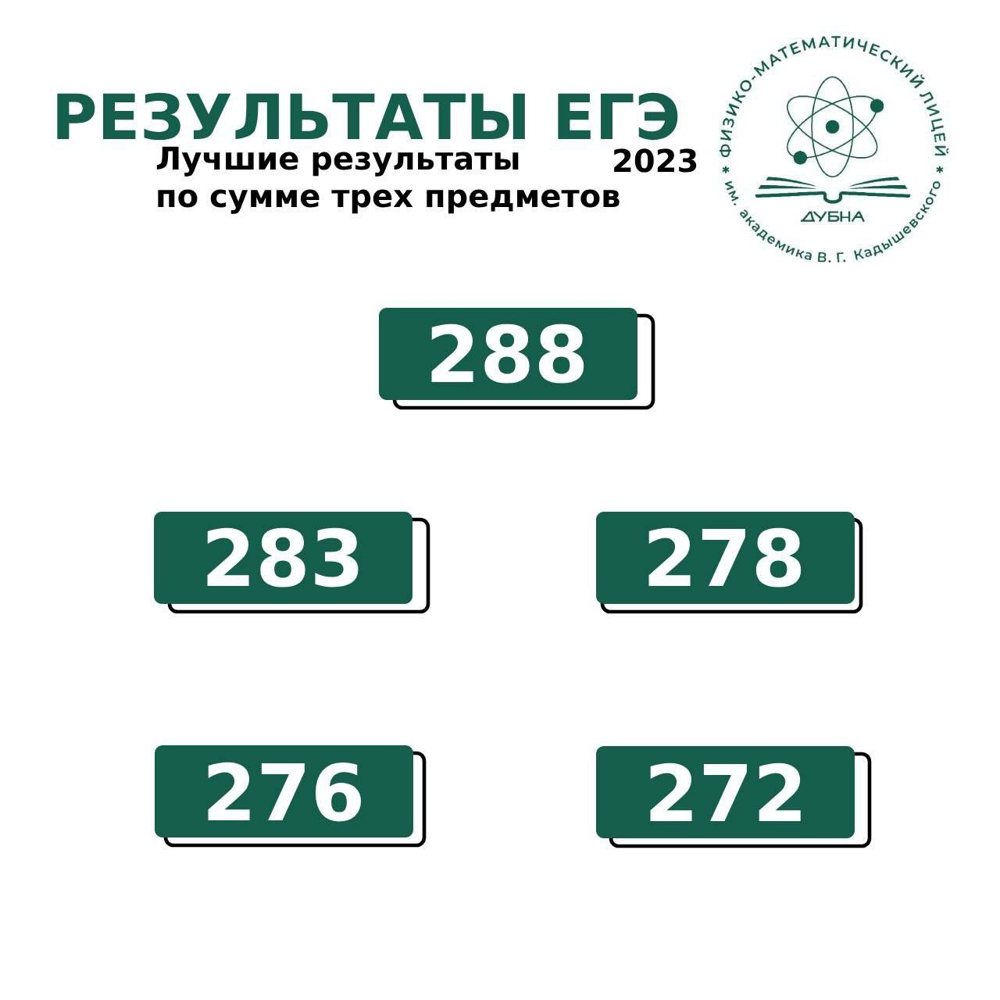 РЕЗУЛЬТАТЫ ЕГЭ
Лучшие результаты
2023
по сумме трех предметов
* ФИЗИКО-МАТЕМАТИЧЕСКИЙ ЛИЦЕЙ *
им. академика В. Г. Кадышевского
ДУБНА
288
283
278
276
272